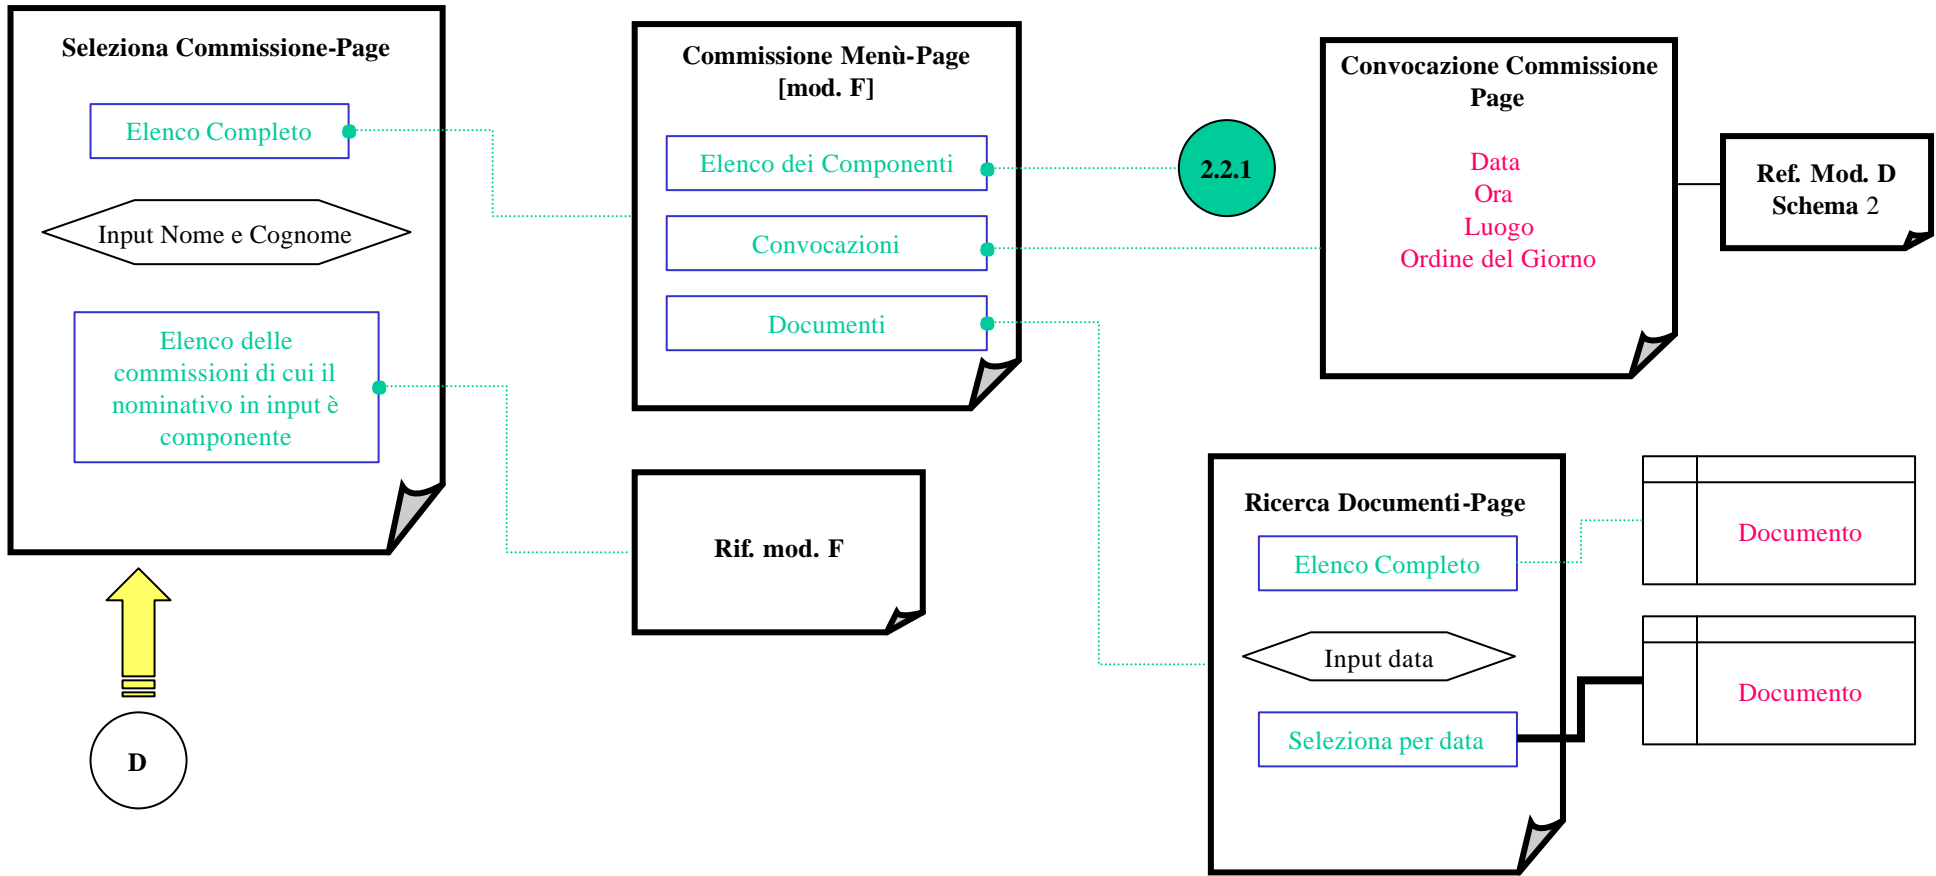 Seleziona Commissione-Page
Elenco Completo
Input Nome e Cognome
Elenco delle
commissioni di cui il
nominativo in input è
componente
D
Commissione Menù-Page
[mod. F]
Elenco dei Componenti
Convocazioni
Documenti
Rif. mod. F
2.2.1
Convocazione Commissione
Page
Data
Ora
Luogo
Ordine del Giorno
Ref. Mod. D
Schema 2
Ricerca Documenti-Page
Elenco Completo
Input data
Seleziona per data
Documento
Documento